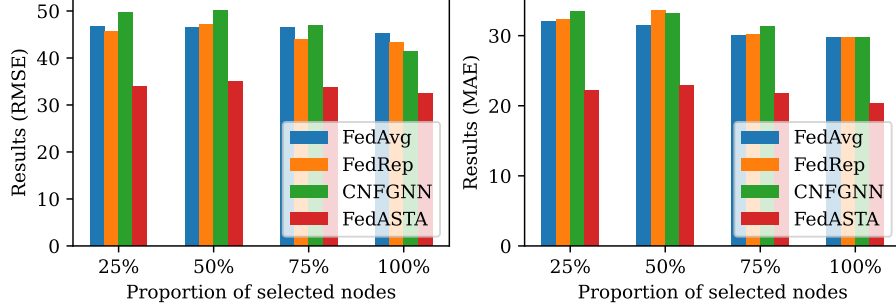 Results (RMSE)
50
40
30
20
10
0
25%
50%
75%
100%
Proportion of selected nodes
FedAvg
FedRep
CNFGNN
FedASTA
Results (MAE)
30
20
10
0
25%
50%
75%
100%
Proportion of selected nodes
FedAvg
FedRep
CNFGNN
FedASTA